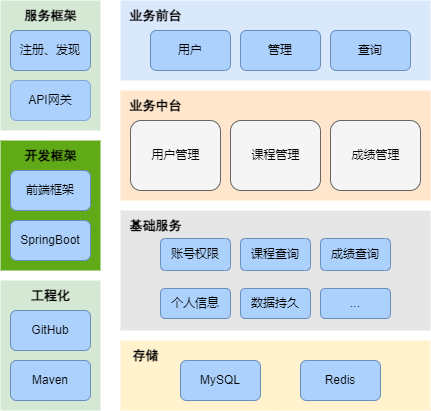 服务框架
注册、发现
API网关
开发框架
前端框架
SpringBoot
工程化
GitHub
Maven
业务前台
用户
管理
查询
业务中台
用户管理
课程管理
成绩管理
基础服务
账号权限
课程查询
成绩查询
个人信息
数据持久
...
存储
MySQL
Redis